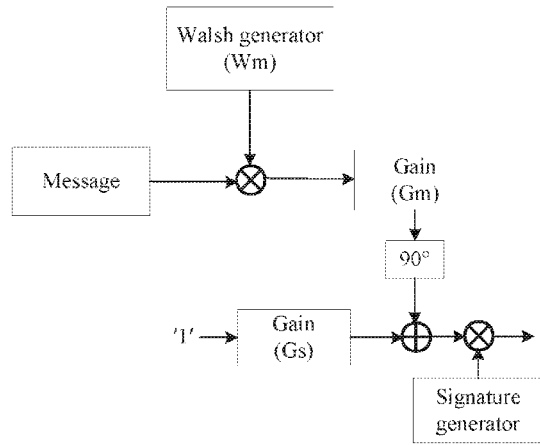 Walsh generator
(Wm)
Message
Gain
(Gm)
90°
'1'
Gain
(Gs)
Signature
generator